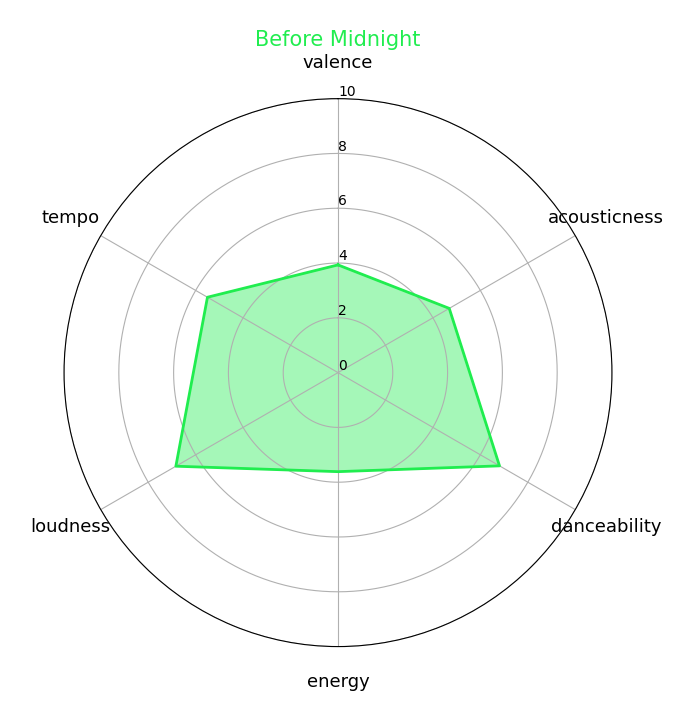 Before Midnight
valence
10
8
tempo
acousticness
6
4
2
0
loudness
danceability
energy